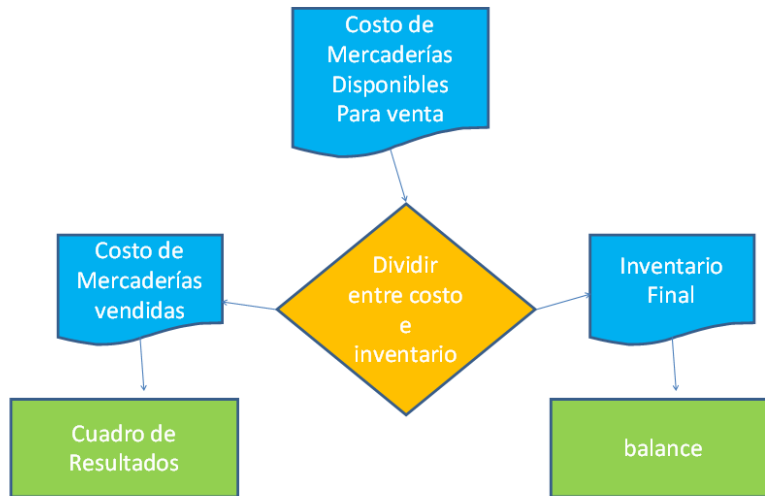 Costo de
Mercaderías
Disponibles
Para venta
Costo de
Mercaderías
vendidas
Dividir
entre costo
e
inventario
Inventario
Final
Cuadro de
Resultados
balance